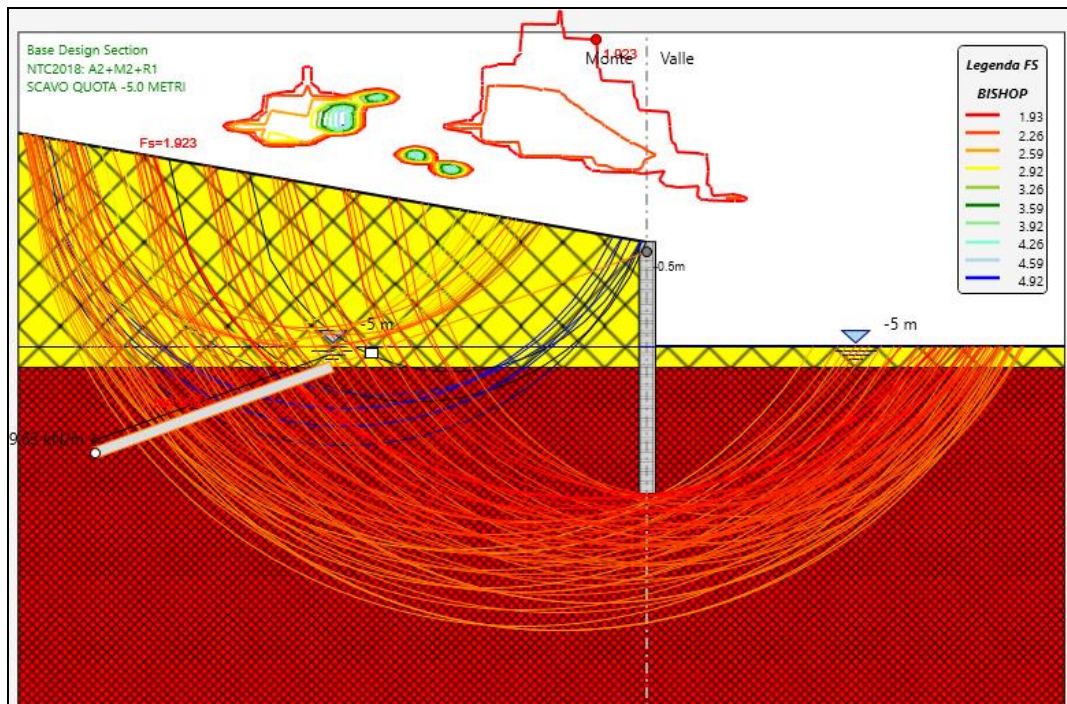 Base Design Section
NTC2018: A2+M2+R1
SCAVO QUOTA -5.0 METRI
1.923
Monte
Valle
Legenda FS
BISHOP
1.93
2.26
2.59
2.92
3.26
3.59
3.92
4.26
4.59
4.92
Fs=1.923
-0.5m
-5 m
-5 m